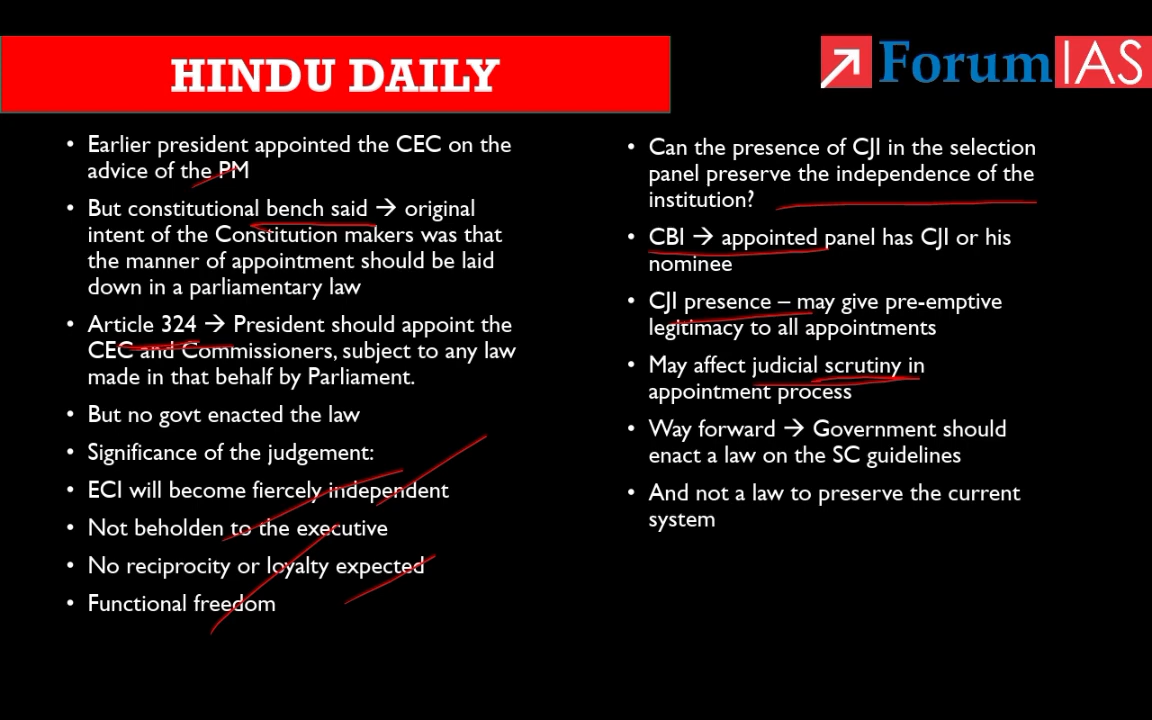 HINDU DAILY
ForumIAS
• Earlier president appointed the CEC on the
advice of the PM
• But constitutional bench said → original
intent of the Constitution makers was that
the manner of appointment should be laid
down in a parliamentary law
• Article 324 → President should appoint the
CEC and Commissioners, subject to any law
made in that behalf by Parliament.
• But no govt enacted the law
• Significance of the judgement:
• ECI will become fiercely independent
• Not beholden to the executive
• No reciprocity or loyalty expected
• Functional freedom
• Can the presence of CJI in the selection
panel preserve the independence of the
institution?
• CBI → appointed panel has CJI or his
nominee
• CJI presence – may give pre-emptive
legitimacy to all appointments
• May affect judicial scrutiny in
appointment process
• Way forward → Government should
enact a law on the SC guidelines
• And not a law to preserve the current
system